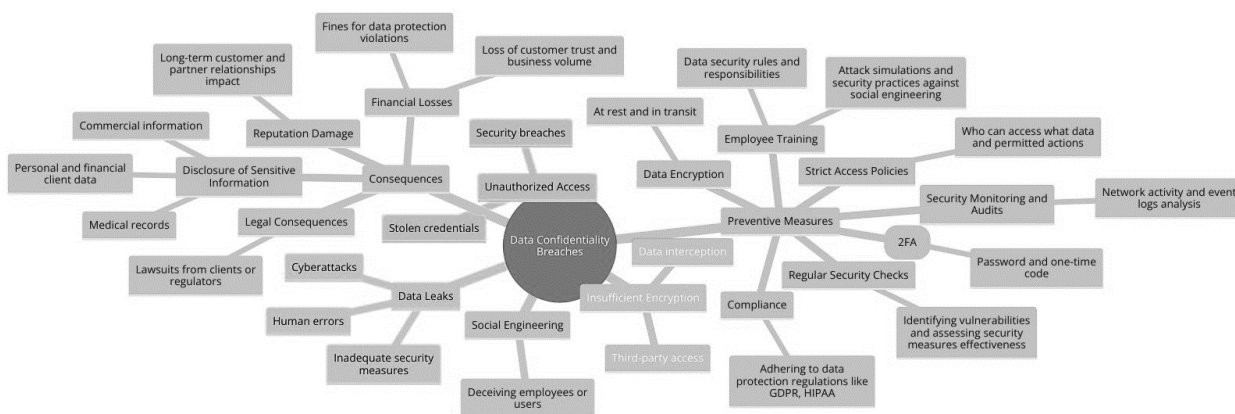 Fines for data protection
violations
Long-term customer and
partner relationships
impact
Loss of customer trust and
business volume
Financial Losses
Reputation Damage
Commercial information
Personal and financial
client data
Disclosure of Sensitive
Information
Medical records
Consequences
Legal Consequences
Lawsuits from clients or
regulators
Security breaches
Unauthorized Access
Stolen credentials
Data Confidentiality
Breaches
Cyberattacks
Data Leaks
Human errors
Inadequate security
measures
Social Engineering
Deceiving employees or
users
Data interception
Insufficient Encryption
Third-party access
Data security rules and
responsibilities
Attack simulations and
security practices against
social engineering
At rest and in transit
Employee Training
Data Encryption
Who can access what data
and permitted actions
Strict Access Policies
Preventive Measures
Security Monitoring and
Audits
Network activity and event
logs analysis
2FA
Password and one-time
code
Regular Security Checks
Identifying vulnerabilities
and assessing security
measures effectiveness
Compliance
Adhering to data
protection regulations like
GDPR, HIPAA